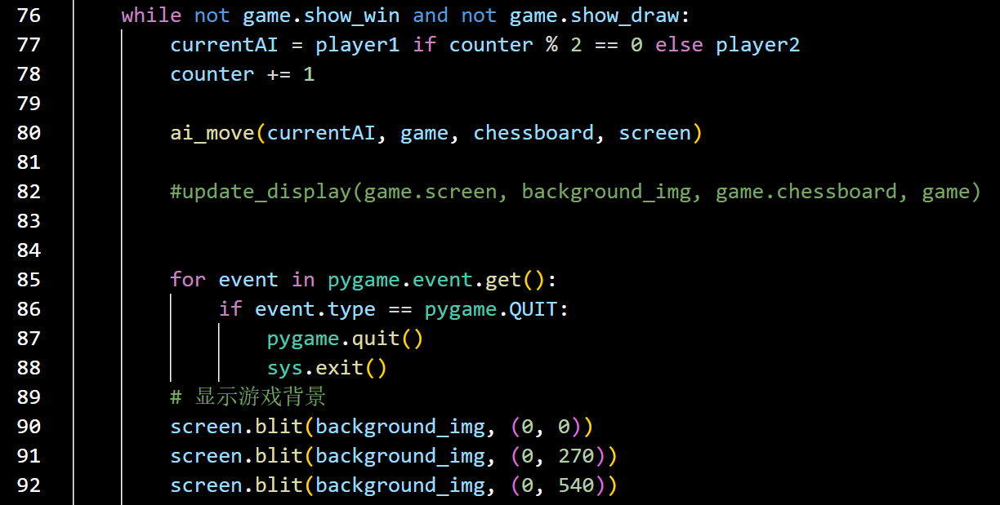 76 while not game.show_win and not game.show_draw:
77 currentAI = player1 if counter % 2 == 0 else player2
78 counter += 1
79
80 ai_move(currentAI, game, chessboard, screen)
81
82 #update_display(game.screen, background_img, game.chessboard, game)
83
84
85 for event in pygame.event.get():
86 if event.type == pygame.QUIT:
87 pygame.quit()
88 sys.exit()
89 # 显示游戏背景
90 screen.blit(background_img, (0, 0))
91 screen.blit(background_img, (0, 270))
92 screen.blit(background_img, (0, 540))